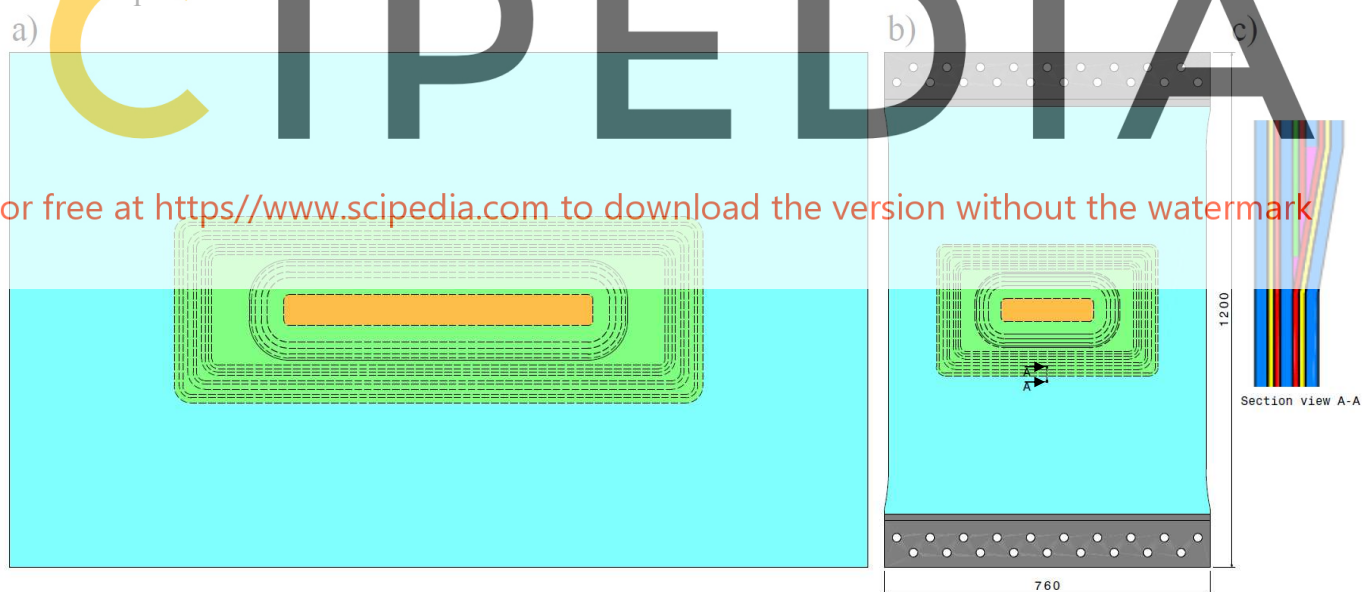 a)
b)
c)
CIPEDIA
or free at https//www.scipedia.com to download the version without the watermark
A
A
1200
Section view A-A
760